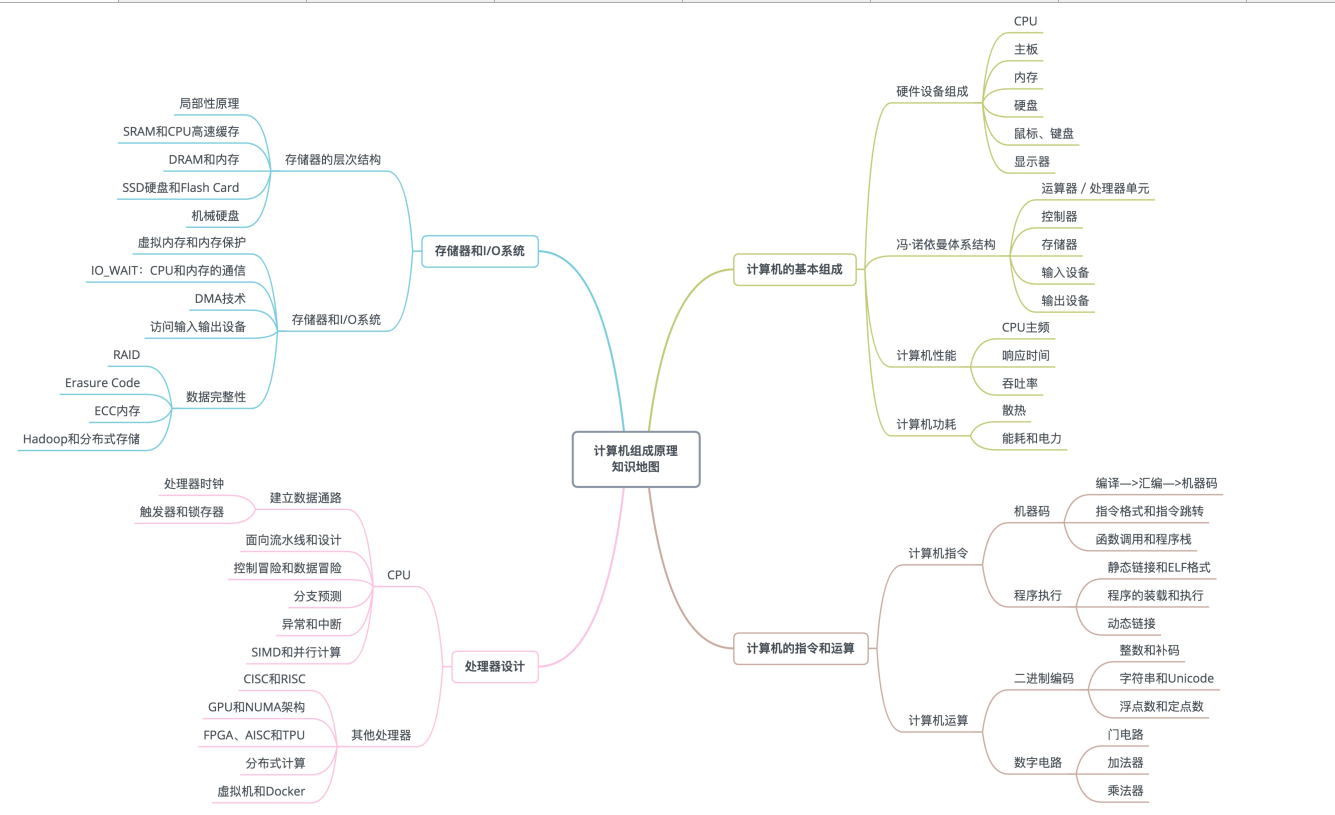 计算机组成原理
知识地图
计算机的基本组成
硬件设备组成
CPU
主板
内存
硬盘
鼠标、键盘
显示器
冯·诺依曼体系结构
运算器 / 处理器单元
控制器
存储器
输入设备
输出设备
计算机性能
CPU主频
响应时间
吞吐率
计算机功耗
散热
能耗和电力
计算机的指令和运算
计算机指令
机器码
编译—>汇编—>机器码
指令格式和指令跳转
函数调用和程序栈
程序执行
静态链接和ELF格式
程序的装载和执行
动态链接
计算机运算
二进制编码
整数和补码
字符串和Unicode
浮点数和定点数
数字电路
门电路
加法器
乘法器
存储器和I/O系统
存储器的层次结构
局部性原理
SRAM和CPU高速缓存
DRAM和内存
SSD硬盘和Flash Card
机械硬盘
存储器和I/O系统
虚拟内存和内存保护
IO_WAIT：CPU和内存的通信
DMA技术
访问输入输出设备
数据完整性
RAID
Erasure Code
ECC内存
Hadoop和分布式存储
处理器设计
CPU
建立数据通路
处理器时钟
触发器和锁存器
面向流水线和设计
控制冒险和数据冒险
分支预测
异常和中断
SIMD和并行计算
其他处理器
CISC和RISC
GPU和NUMA架构
FPGA、AISC和TPU
分布式计算
虚拟机和Docker